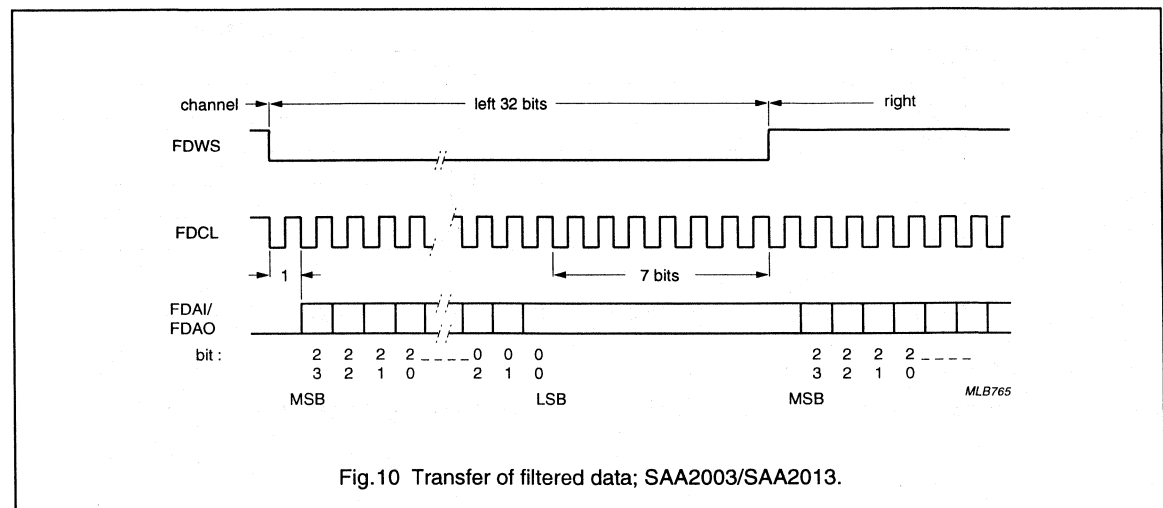 channel left 32 bits right
FDWS
FDCL
1 7 bits
FDAI/
FDAO
bit : 2 2 2 2 0 0 0 2 2 2 2
3 2 1 0 2 1 0 3 2 1 0
MSB LSB MSB
MLB765
Fig.10 Transfer of filtered data; SAA2003/SAA2013.